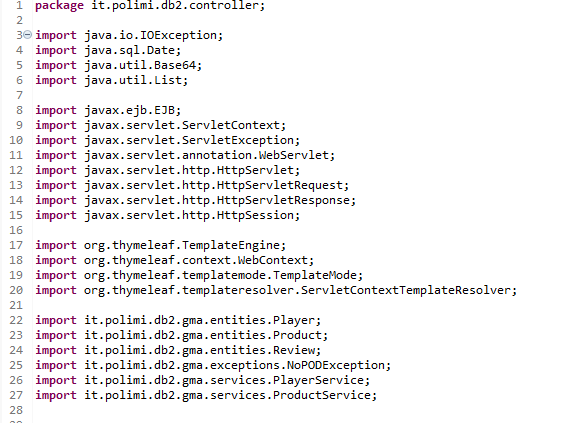 1 package it.polimi.db2.controller;
2
3 import java.io.IOException;
4 import java.sql.Date;
5 import java.util.Base64;
6 import java.util.List;
7
8 import javax.ejb.EJB;
9 import javax.servlet.ServletContext;
10 import javax.servlet.ServletException;
11 import javax.servlet.annotation.WebServlet;
12 import javax.servlet.http.HttpServlet;
13 import javax.servlet.http.HttpServletRequest;
14 import javax.servlet.http.HttpServletResponse;
15 import javax.servlet.http.HttpSession;
16
17 import org.thymeleaf.TemplateEngine;
18 import org.thymeleaf.context.WebContext;
19 import org.thymeleaf.templatemode.TemplateMode;
20 import org.thymeleaf.templateresolver.ServletContextTemplateResolver;
21
22 import it.polimi.db2.gma.entities.Player;
23 import it.polimi.db2.gma.entities.Product;
24 import it.polimi.db2.gma.entities.Review;
25 import it.polimi.db2.gma.exceptions.NoPODException;
26 import it.polimi.db2.gma.services.PlayerService;
27 import it.polimi.db2.gma.services.ProductService;
28